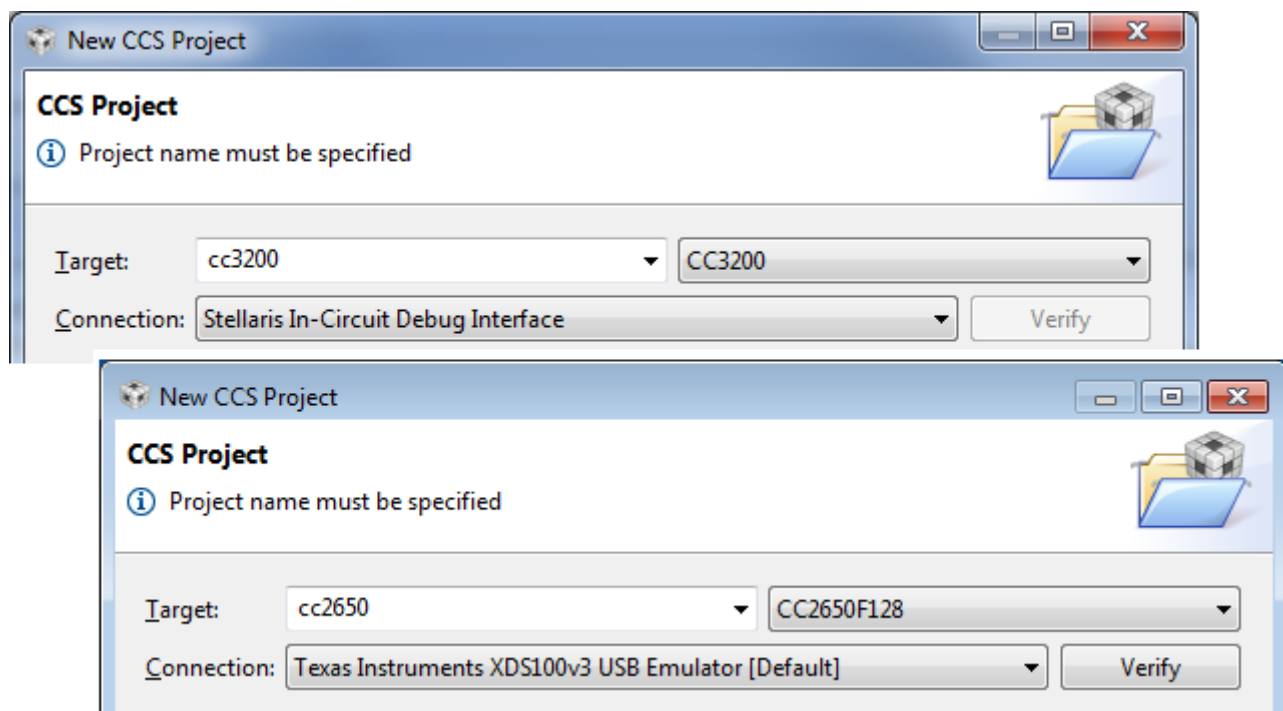 New CCS Project
CCS Project
Project name must be specified
Target: cc3200 CC3200
Connection: Stellaris In-Circuit Debug Interface Verify
New CCS Project
CCS Project
Project name must be specified
Target: cc2650 CC2650F128
Connection: Texas Instruments XDS100v3 USB Emulator [Default] Verify